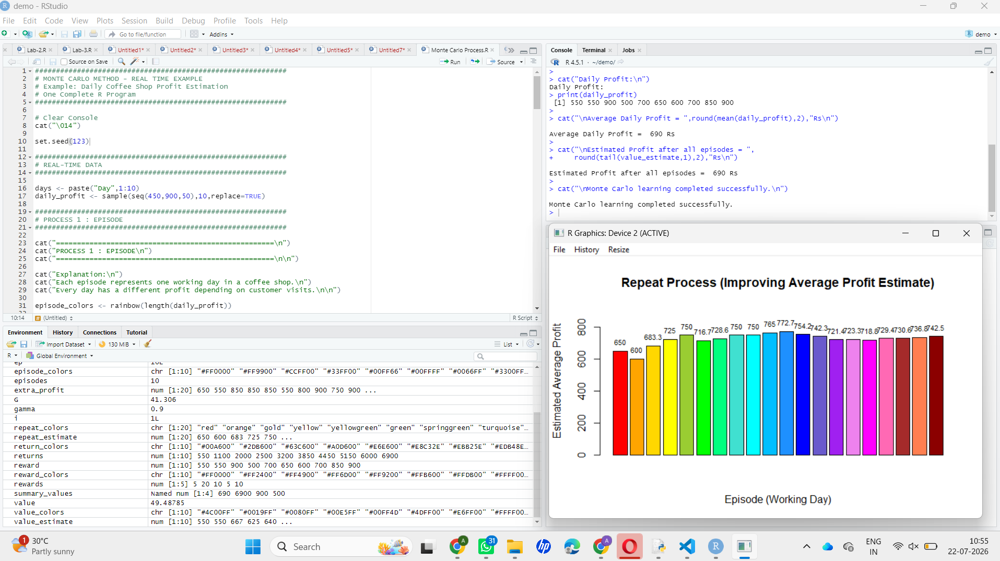 demo - RStudio
File Edit Code View Plots Session Build Debug Profile Tools Help
Go to file/function
Addins
demo
Lab-2.R
Lab-3.R
Untitled1*
Untitled2*
Untitled3*
Untitled4*
Untitled5*
Untitled7*
Monte Carlo Process.R
Source on Save
Run
Source
1 ############################################################
2 # MONTE CARLO METHOD - REAL TIME EXAMPLE
3 # Example: Daily Coffee Shop Profit Estimation
4 # One Complete R Program
5 ############################################################
6
7 # Clear Console
8 cat("\014")
9
10 set.seed(123)
11
12 ############################################################
13 # REAL-TIME DATA
14 ############################################################
15
16 days <- paste("Day",1:10)
17 daily_profit <- sample(seq(450,900,50),10,replace=TRUE)
18
19 ############################################################
20 # PROCESS 1 : EPISODE
21 ############################################################
22
23 cat("====================================================\n")
24 cat("PROCESS 1 : EPISODE\n")
25 cat("====================================================\n\n")
26
27 cat("Explanation:\n")
28 cat("Each episode represents one working day in a coffee shop.\n")
29 cat("Every day has a different profit depending on customer visits.\n\n")
30
31 episode_colors <- rainbow(length(daily_profit))
10:14
# (Untitled)
R Script
Environment History Connections Tutorial
Import Dataset
130 MiB
List
R
Global Environment
episode_colors chr [1:10] "#FF0000" "#FF9900" "#CCFF00" "#33FF00" "#00FF66" "#00FFFF" "#0066FF" "#3300FF…
episodes 10
extra_profit num [1:20] 650 550 850 850 850 550 800 900 750 900 ...
G 41.306
gamma 0.9
i 1L
repeat_colors chr [1:20] "red" "orange" "gold" "yellow" "yellowgreen" "green" "springgreen" "turquoise"…
repeat_estimate num [1:20] 650 600 683 725 750 ...
return_colors chr [1:10] "#00A600" "#2DB600" "#63C600" "#A0D600" "#E6E600" "#E8C32E" "#EBB25E" "#EDB48E…
returns num [1:10] 550 1100 2000 2500 3200 3850 4450 5150 6000 6900
reward num [1:10] 550 550 900 500 700 650 600 700 850 900
reward_colors chr [1:10] "#FF0000" "#FF2400" "#FF4900" "#FF6D00" "#FF9200" "#FFB600" "#FFDB00" "#FFFF00…
rewards num [1:5] 5 20 10 5 10
summary_values Named num [1:4] 690 6900 900 500
value 49.48785
value_colors chr [1:10] "#4C00FF" "#0019FF" "#0080FF" "#00E5FF" "#00FF4D" "#4DFF00" "#E6FF00" "#FFFF00…
value_estimate num [1:10] 550 550 667 625 640 ...
Console Terminal Jobs
R 4.5.1 · ~/demo/
>
> cat("Daily Profit:\n")
Daily Profit:
> print(daily_profit)
[1] 550 550 900 500 700 650 600 700 850 900
>
> cat("\nAverage Daily Profit = ",round(mean(daily_profit),2),"Rs\n")
Average Daily Profit =  690 Rs
>
> cat("\nEstimated Profit after all episodes = ",
+     round(tail(value_estimate,1),2),"Rs\n")
Estimated Profit after all episodes =  690 Rs
>
> cat("\nMonte Carlo learning completed successfully.\n")
Monte Carlo learning completed successfully.
>
R Graphics: Device 2 (ACTIVE)
File History Resize
Repeat Process (Improving Average Profit Estimate)
Estimated Average Profit
0 200 400 600 800
650 600 683.3 725 750 716.7 728.6 750 750 765 772.7 754.2 742.3 721.4 723.3 718.8 729.4 730.6 736.8 742.5
Episode (Working Day)
1
30°C
Partly sunny
Search
A
31
hp
A
R
ENG
IN
10:55
22-07-2026